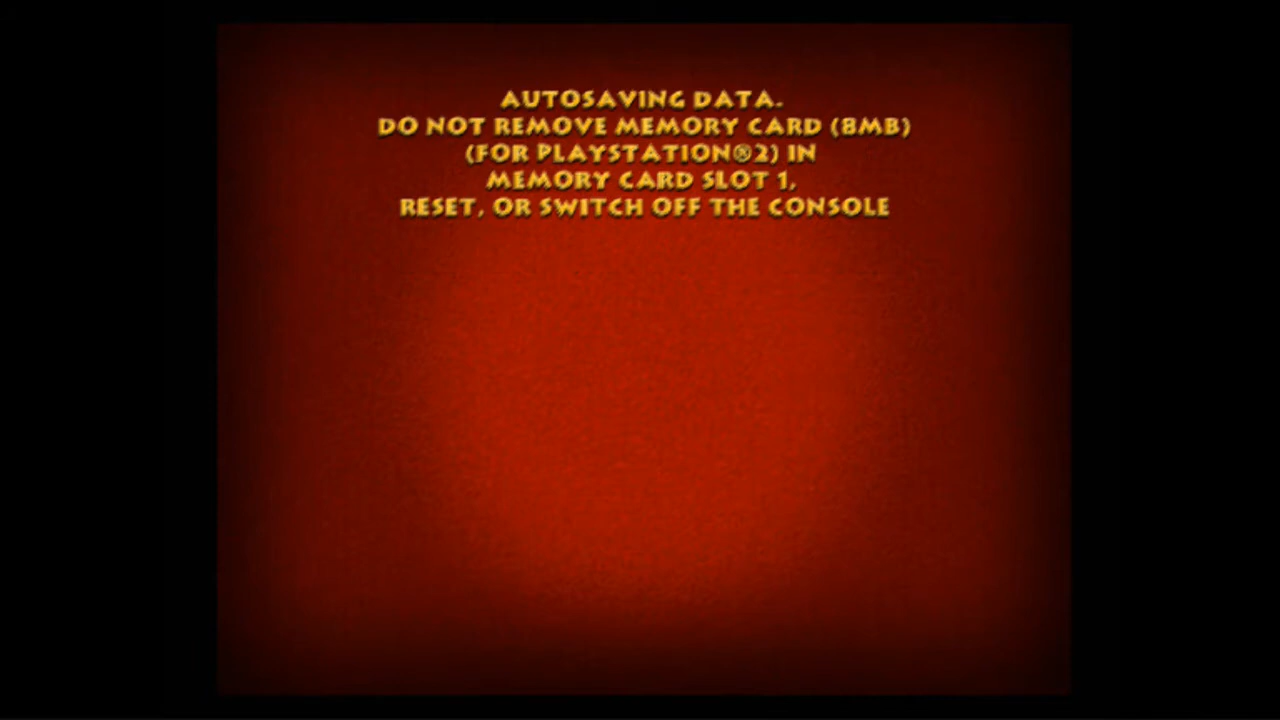 AUTOSAVING DATA.
DO NOT REMOVE MEMORY CARD (8MB)
(FOR PLAYSTATION®2) IN
MEMORY CARD SLOT 1,
RESET, OR SWITCH OFF THE CONSOLE